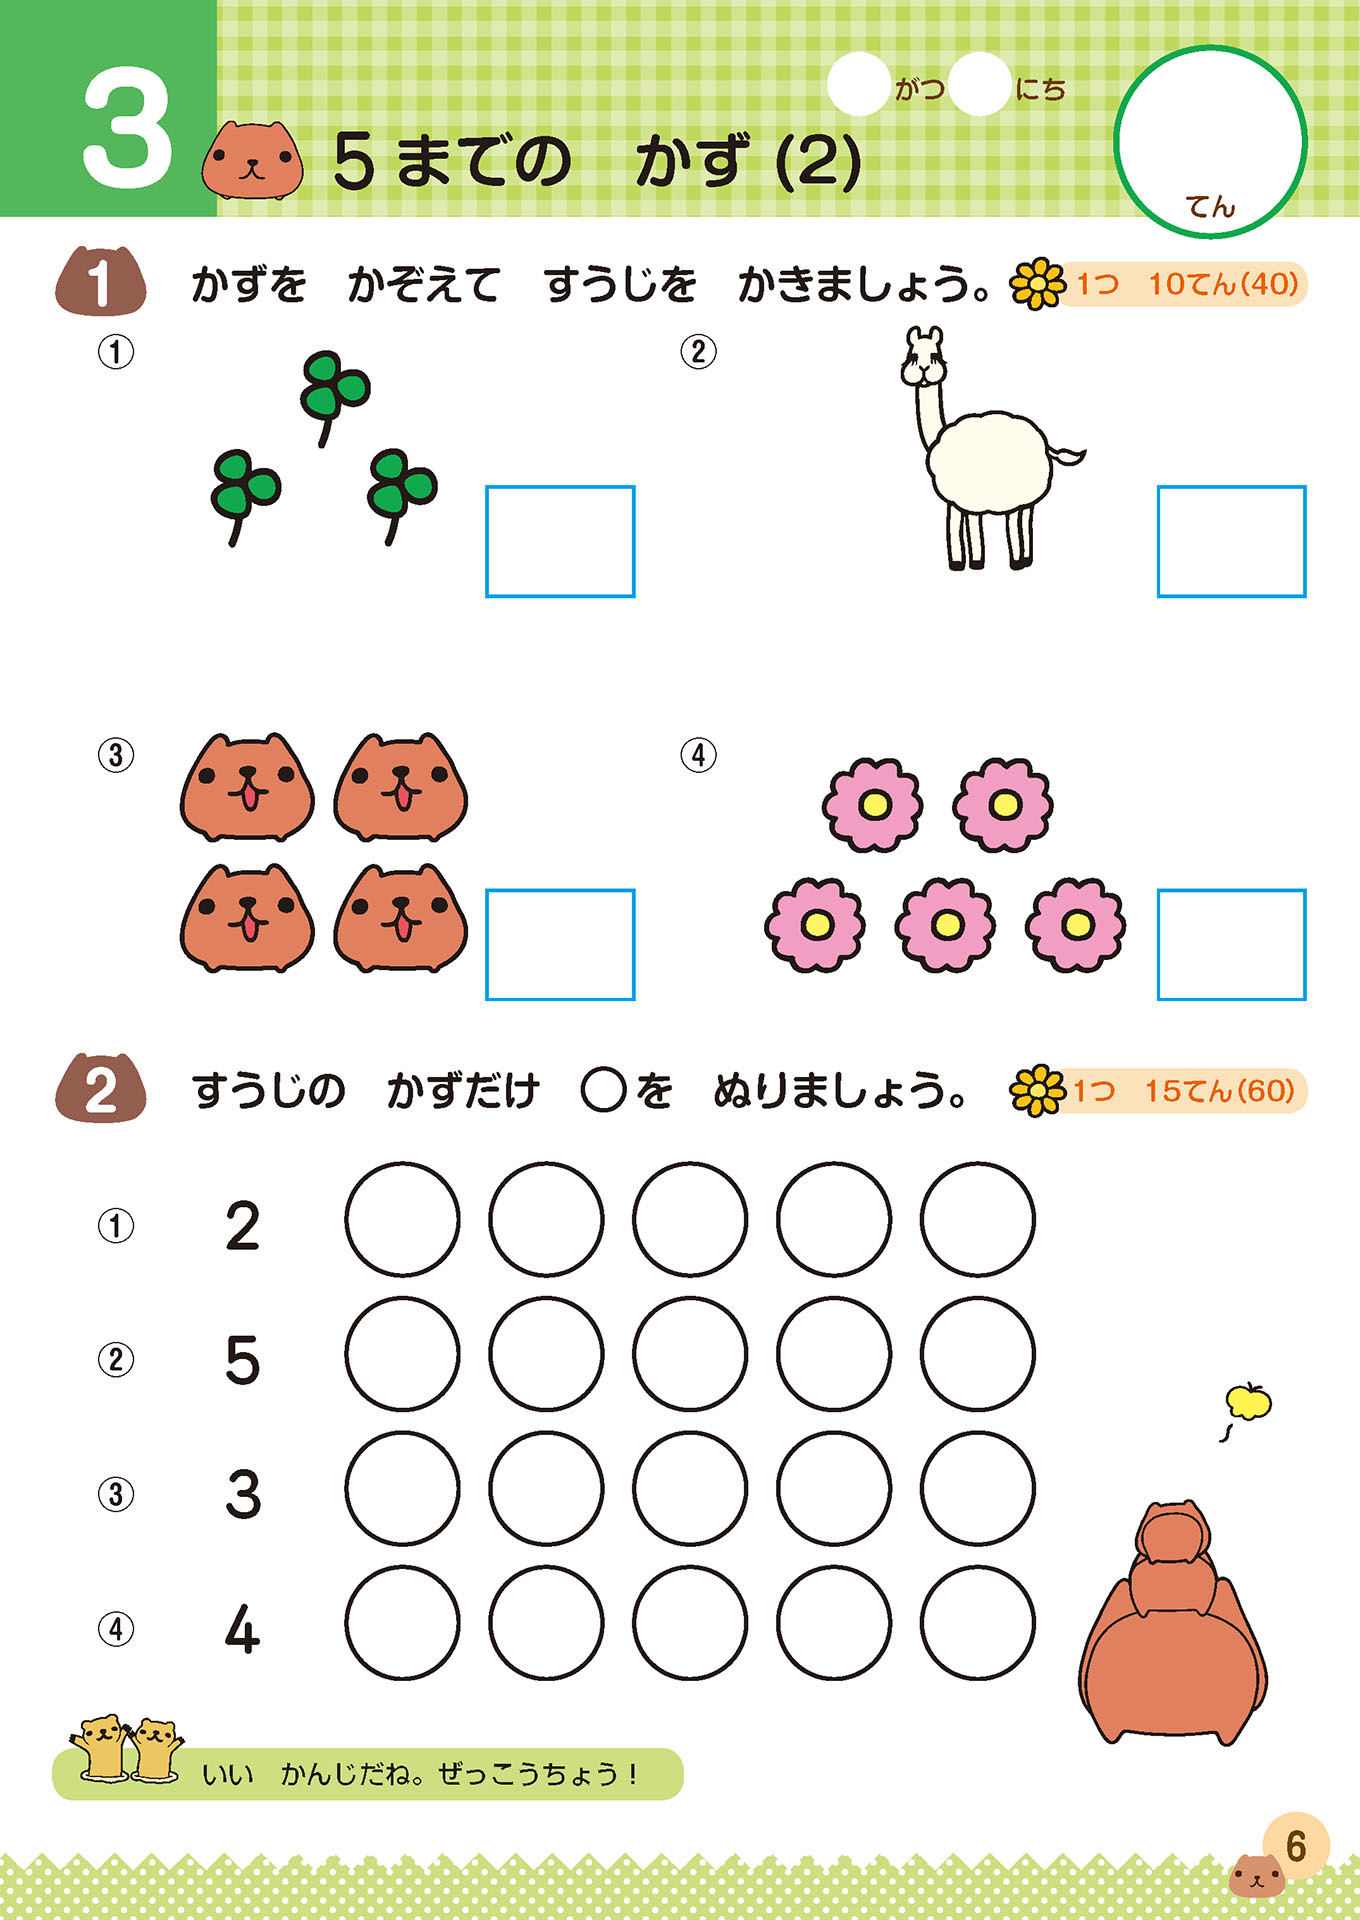 3
がつ にち
5までの かず(2)
てん
1 かずを かぞえて すうじを かきましょう。 1つ 10てん(40)
① ②
③ ④
2 すうじの かずだけ ○を ぬりましょう。 1つ 15てん(60)
① 2
② 5
③ 3
④ 4
いい かんじだね。ぜっこうちょう!
6